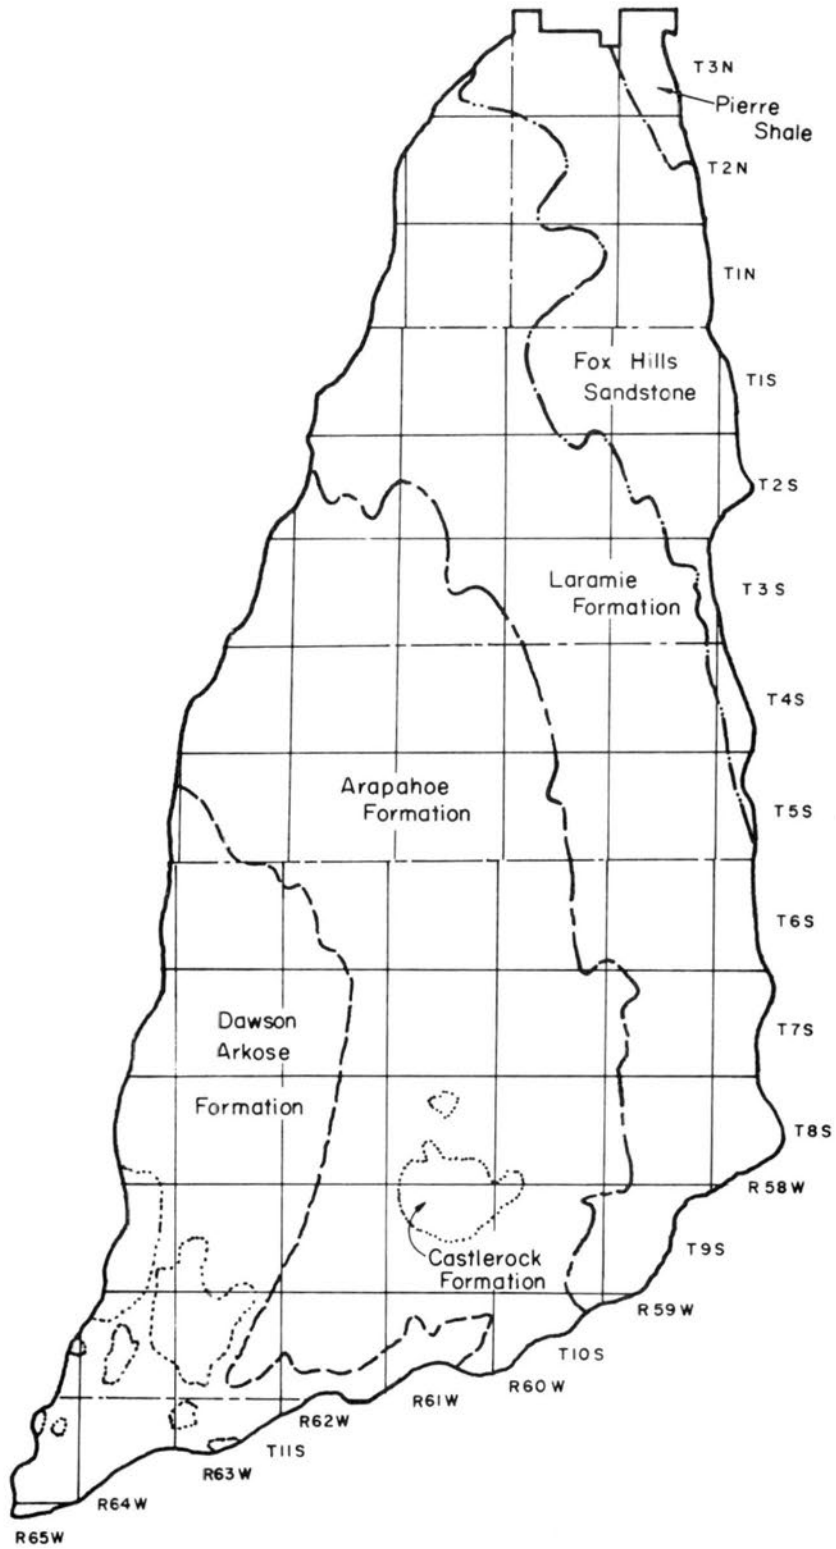 T3N
Pierre
Shale
T2N
T1N
Fox Hills
Sandstone
T1S
T2S
Laramie
Formation
T3S
T4S
Arapahoe
Formation
T5S
T6S
Dawson
Arkose
Formation
T7S
T8S
R58W
Castlerock
Formation
T9S
R59W
T10S
R60W
R61W
R62W
T11S
R63W
R64W
R65W